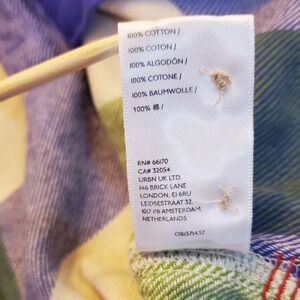 100% COTTON /
100% COTON /
100% ALGODÓN /
100% COTONE /
100% BAUMWOLLE /
100% 棉 /
RN# 66170
CA# 32054
URBN UK LTD.
146 BRICK LANE
LONDON, E1 6RU
LEIDSESTRAAT 32,
1017 PB AMSTERDAM,
NETHERLANDS